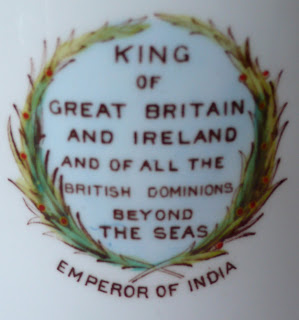 KING
OF
GREAT BRITAIN
AND IRELAND
AND OF ALL THE
BRITISH DOMINIONS
BEYOND
THE SEAS
EMPEROR OF INDIA